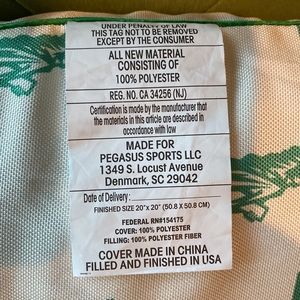 UNDER PENALTY OF LAW
THIS TAG NOT TO BE REMOVED
EXCEPT BY THE CONSUMER
ALL NEW MATERIAL
CONSISTING OF
100% POLYESTER
REG. NO. CA 34256 (NJ)
Certification is made by the manufacturer that
the materials in this article are described in
accordance with law
MADE FOR
PEGASUS SPORTS LLC
1349 S. Locust Avenue
Denmark, SC 29042
Date of Delivery:
FINISHED SIZE 20"x 20" (50.8 X 50.8 CM)
FEDERAL RN#154175
COVER: 100% POLYESTER
FILLING: 100% POLYESTER FIBER
COVER MADE IN CHINA
FILLED AND FINISHED IN USA